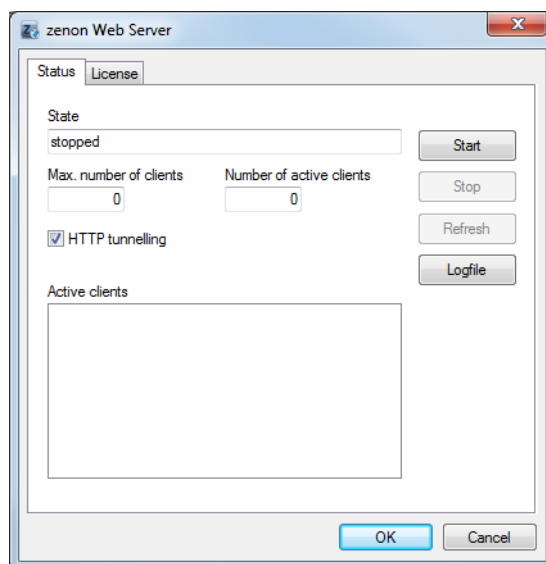 zenon Web Server
Status License
State
stopped
Start
Max. number of clients Number of active clients
Stop
0 0
HTTP tunnelling
Refresh
Logfile
Active clients
OK Cancel